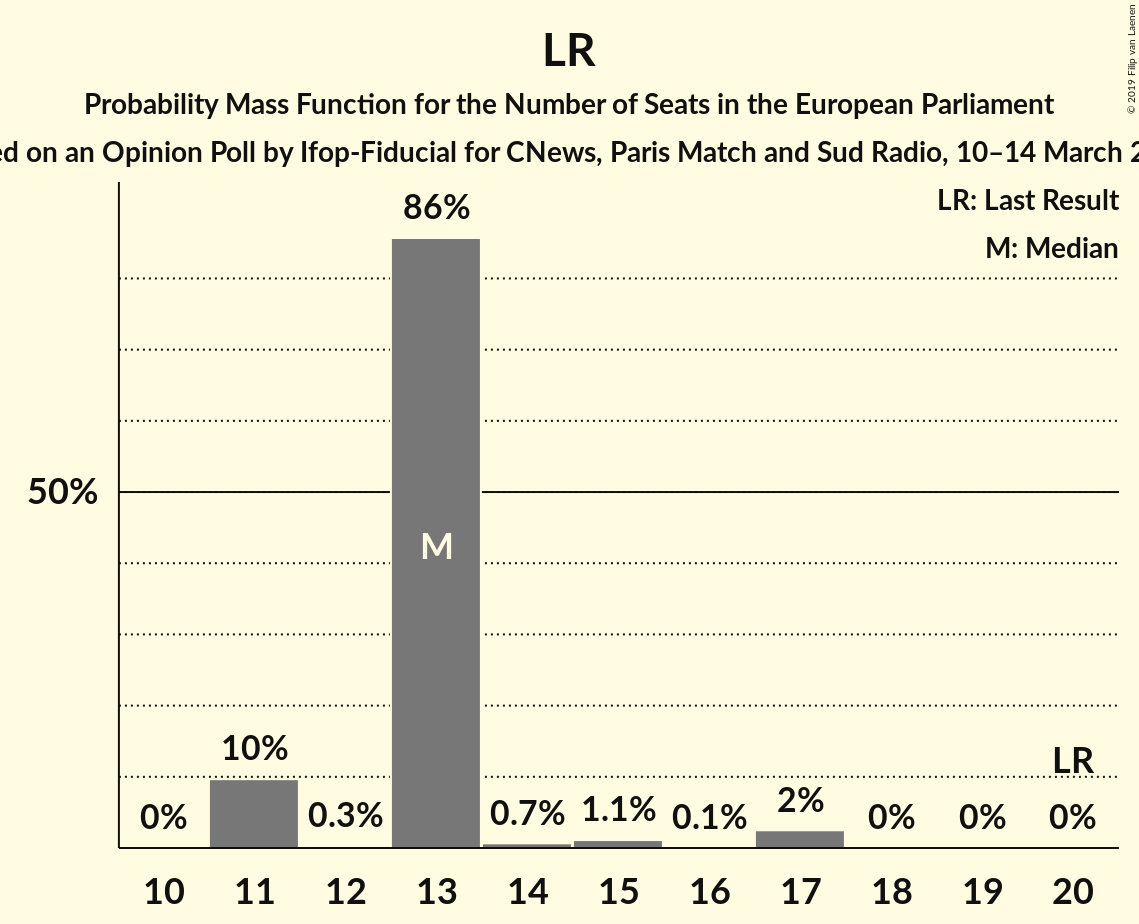 LR
Probability Mass Function for the Number of Seats in the European Parliament
ed on an Opinion Poll by Ifop-Fiducial for CNews, Paris Match and Sud Radio, 10–14 March 2
© 2019 Filip van Laenen
LR: Last Result
M: Median
86%
50%
M
10%
LR
0%
0.3%
0.7%
1.1%
0.1%
2%
0%
0%
0%
10 11 12 13 14 15 16 17 18 19 20